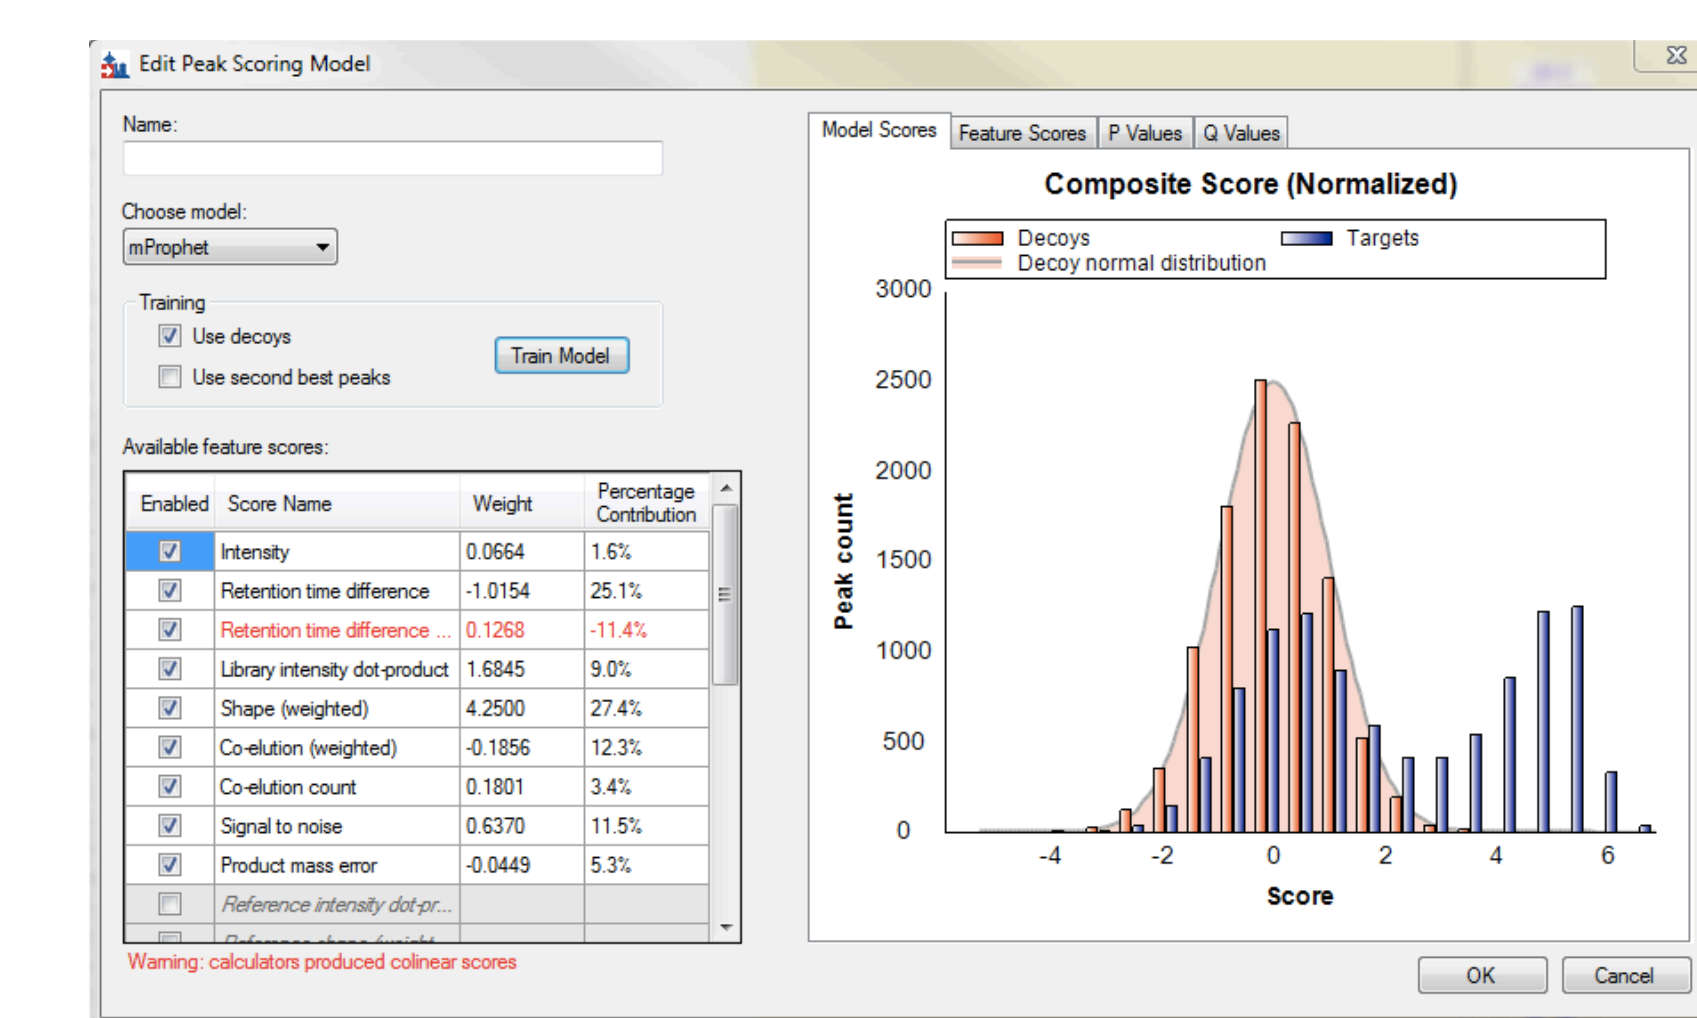 Edit Peak Scoring Model
Name:
Choose model:
mProphet
Training
Use decoys
Use second best peaks
Train Model
Available feature scores:
Enabled Score Name Weight Percentage Contribution
Intensity 0.0664 1.6%
Retention time difference -1.0154 25.1%
Retention time difference ... 0.1268 -11.4%
Library intensity dot-product 1.6845 9.0%
Shape (weighted) 4.2500 27.4%
Co-elution (weighted) -0.1856 12.3%
Co-elution count 0.1801 3.4%
Signal to noise 0.6370 11.5%
Product mass error -0.0449 5.3%
Reference intensity dot-pr...
Warning: calculators produced colinear scores
Model Scores Feature Scores P Values Q Values
Composite Score (Normalized)
Decoys Targets
Decoy normal distribution
3000
2500
2000
1500
1000
500
0
Peak count
-4 -2 0 2 4 6
Score
OK Cancel